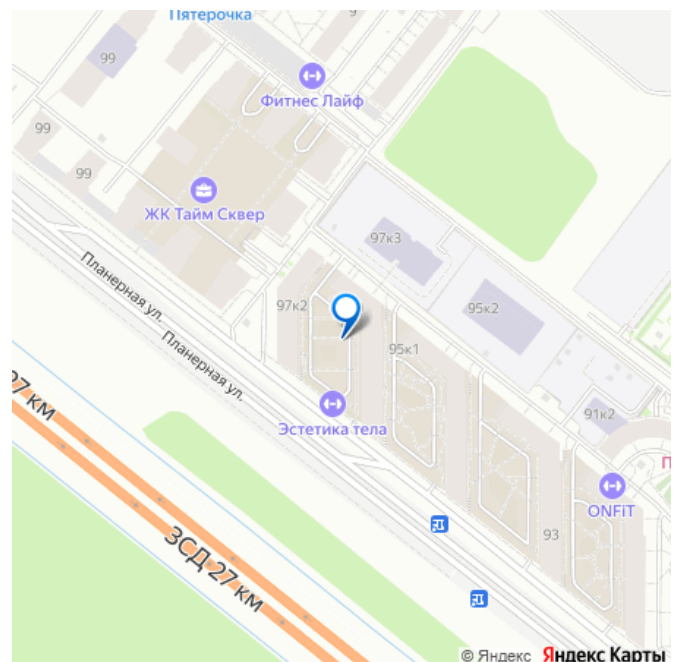 Пятерочка
9
99
Фитнес Лайф
99
99
ЖК Тайм Сквер
97к3
Планерная ул.
97к2
95к2
Планерная ул.
95к1
27 км
91к2
Эстетика тела
П
ONFiT
93
ЗСД 27 км
© Яндекс Яндекс Карты